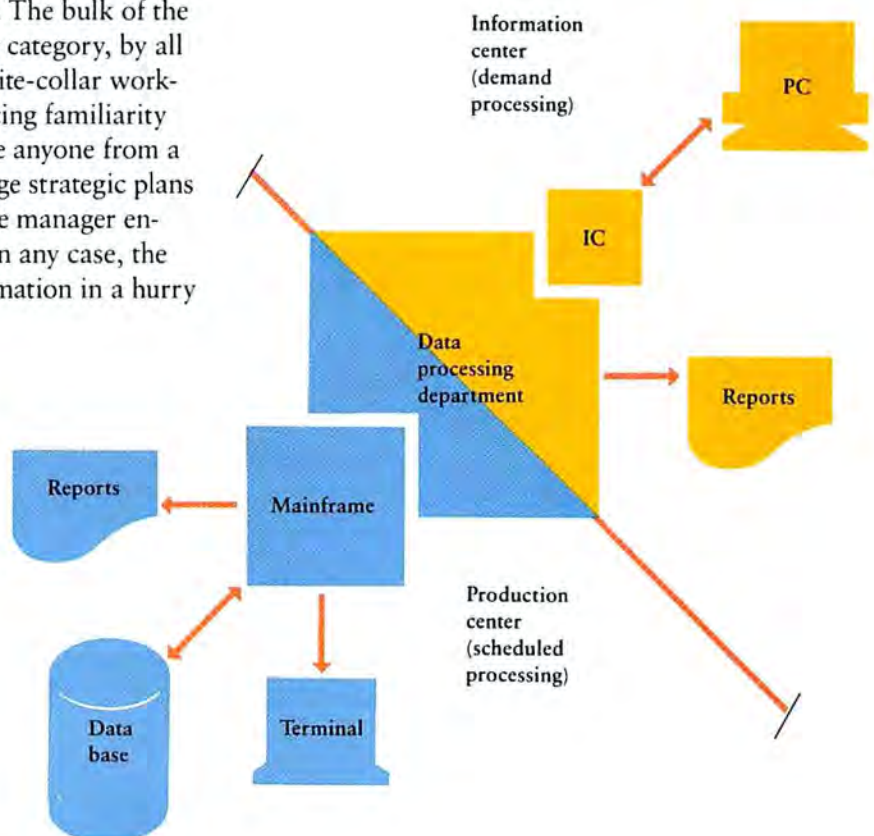 . The bulk of the
category, by all
ite-collar work-
ing familiarity
e anyone from a
ge strategic plans
e manager en-
n any case, the
mation in a hurry
Information
center
(demand
processing)
PC
IC
Data
processing
department
Reports
Reports
Mainframe
Production
center
(scheduled
processing)
Data
base
Terminal